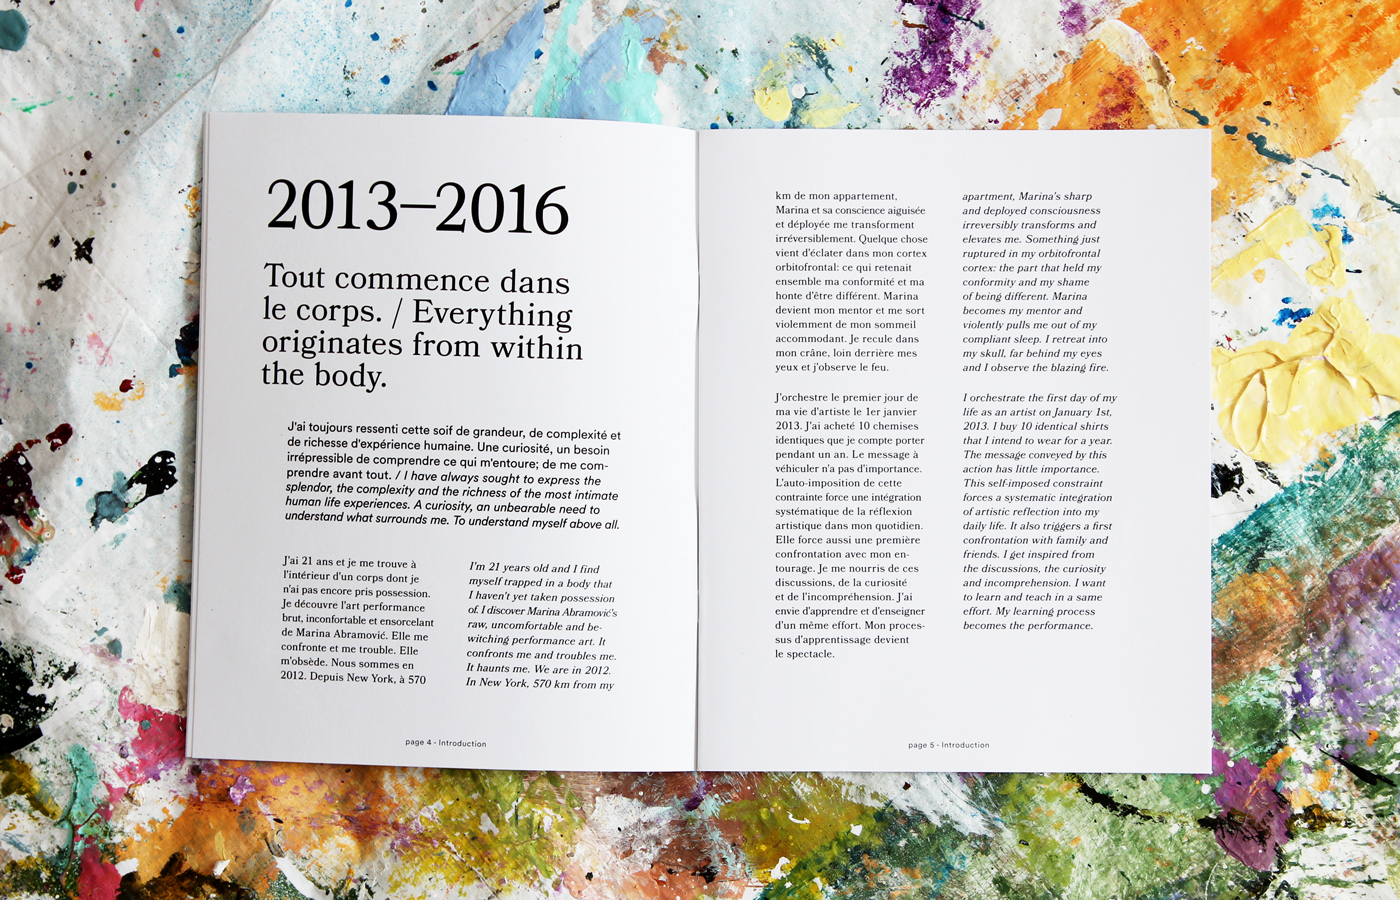 2013–2016
Tout commence dans
le corps. / Everything
originates from within
the body.
J'ai toujours ressenti cette soif de grandeur, de complexité et
de richesse d'expérience humaine. Une curiosité, un besoin
irrépressible de comprendre ce qui m'entoure; de me com-
prendre avant tout. / I have always sought to express the
splendor, the complexity and the richness of the most intimate
human life experiences. A curiosity, an unbearable need to
understand what surrounds me. To understand myself above all.
J'ai 21 ans et je me trouve à
l'intérieur d'un corps dont je
n'ai pas encore pris possession.
Je découvre l'art performance
brut, inconfortable et ensorcelant
de Marina Abramović. Elle me
confronte et me trouble. Elle
m'obsède. Nous sommes en
2012. Depuis New York, à 570
I'm 21 years old and I find
myself trapped in a body that
I haven't yet taken possession
of. I discover Marina Abramović's
raw, uncomfortable and be-
witching performance art. It
confronts me and troubles me.
It haunts me. We are in 2012.
In New York, 570 km from my
page 4 - Introduction
km de mon appartement,
Marina et sa conscience aiguisée
et déployée me transforment
irréversiblement. Quelque chose
vient d'éclater dans mon cortex
orbitofrontal: ce qui retenait
ensemble ma conformité et ma
honte d'être différent. Marina
devient mon mentor et me sort
violemment de mon sommeil
accommodant. Je recule dans
mon crâne, loin derrière mes
yeux et j'observe le feu.
J'orchestre le premier jour de
ma vie d'artiste le 1er janvier
2013. J'ai acheté 10 chemises
identiques que je compte porter
pendant un an. Le message à
véhiculer n'a pas d'importance.
L'auto-imposition de cette
contrainte force une intégration
systématique de la réflexion
artistique dans mon quotidien.
Elle force aussi une première
confrontation avec mon en-
tourage. Je me nourris de ces
discussions, de la curiosité
et de l'incompréhension. J'ai
envie d'apprendre et d'enseigner
d'un même effort. Mon proces-
sus d'apprentissage devient
le spectacle.
apartment, Marina's sharp
and deployed consciousness
irreversibly transforms and
elevates me. Something just
ruptured in my orbitofrontal
cortex: the part that held my
conformity and my shame
of being different. Marina
becomes my mentor and
violently pulls me out of my
compliant sleep. I retreat into
my skull, far behind my eyes
and I observe the blazing fire.
I orchestrate the first day of my
life as an artist on January 1st,
2013. I buy 10 identical shirts
that I intend to wear for a year.
The message conveyed by this
action has little importance.
This self-imposed constraint
forces a systematic integration
of artistic reflection into my
daily life. It also triggers a first
confrontation with family and
friends. I get inspired from
the discussions, the curiosity
and incomprehension. I want
to learn and teach in a same
effort. My learning process
becomes the performance.
page 5 - Introduction